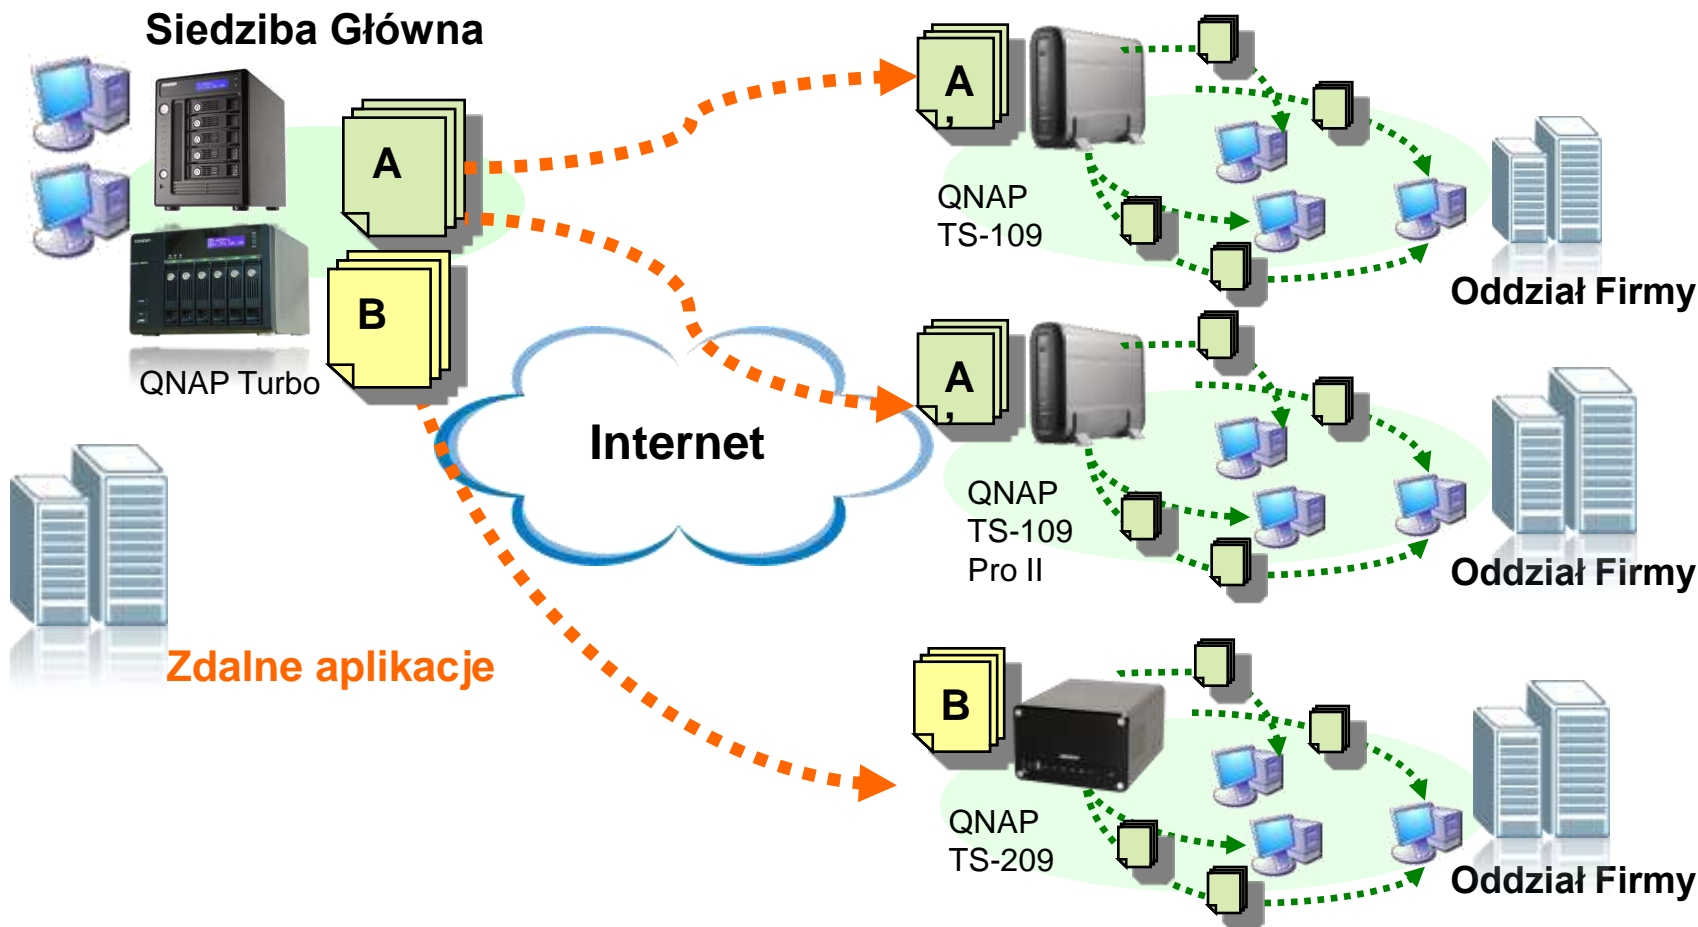 Siedziba Główna
A
B
QNAP Turbo
Zdalne aplikacje
Internet
A,
QNAP
TS-109
Oddział Firmy
A,
QNAP
TS-109
Pro II
Oddział Firmy
B
QNAP
TS-209
Oddział Firmy